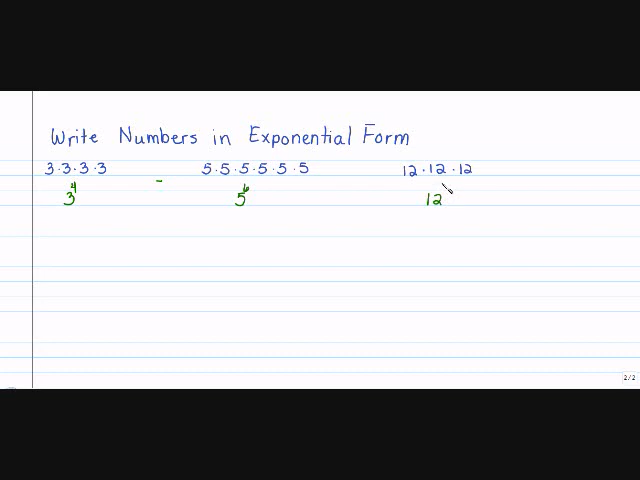 Write Numbers in Exponential Form
3·3·3·3 5·5·5·5·5·5 12·12·12
3⁴ - 5⁶ 12
2/2